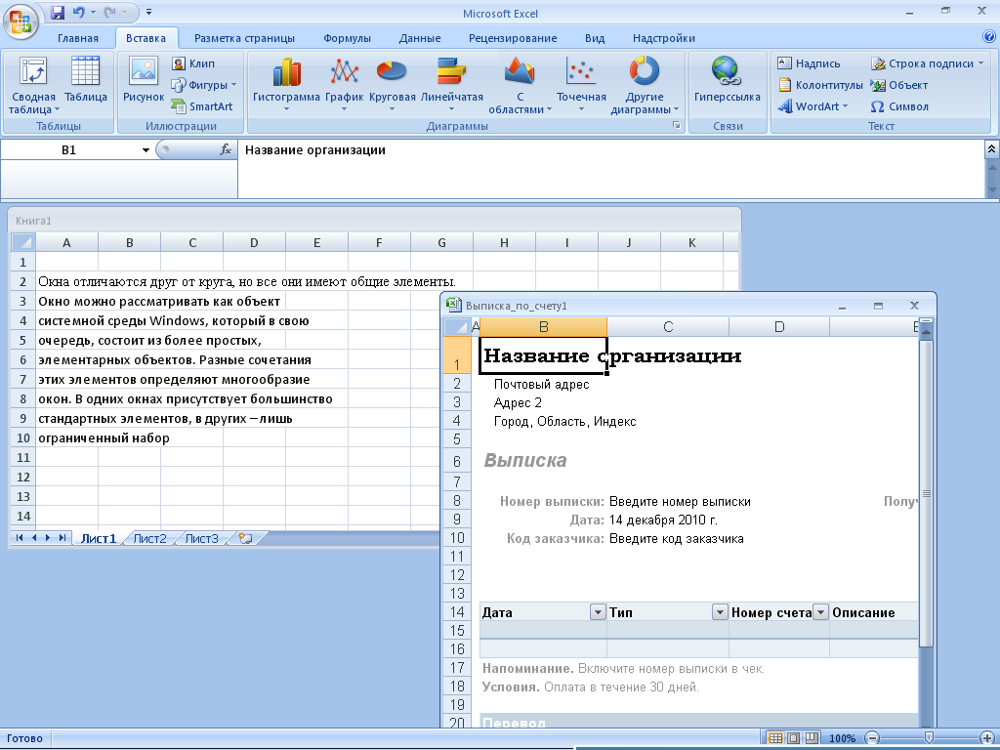 Microsoft Excel
Главная Вставка Разметка страницы Формулы Данные Рецензирование Вид Надстройки
Сводная таблица Таблица
Таблицы
Рисунок Клип Фигуры SmartArt
Иллюстрации
Гистограмма График Круговая Линейчатая С областями Точечная Другие диаграммы
Диаграммы
Гиперссылка
Связи
Надпись Колонтитулы WordArt Строка подписи Объект Символ
Текст
B1 fx Название организации
Книга1
A B C D E F G H I J K
1
2 Окна отличаются друг от круга, но все они имеют общие элементы.
3 Окно можно рассматривать как объект
4 системной среды Windows, который в свою
5 очередь, состоит из более простых,
6 элементарных объектов. Разные сочетания
7 этих элементов определяют многообразие
8 окон. В одних окнах присутствует большинство
9 стандартных элементов, в других – лишь
10 ограниченный набор
11
12
13
14
Лист1 Лист2 Лист3
Выписка_по_счету1
A B C D E
1 Название организации
2 Почтовый адрес
3 Адрес 2
4 Город, Область, Индекс
5
6 Выписка
7
8 Номер выписки: Введите номер выписки
9 Дата: 14 декабря 2010 г.
10 Код заказчика: Введите код заказчика
11
12
13
14 Дата Тип Номер счета Описание
15
16
17 Напоминание. Включите номер выписки в чек.
18 Условия. Оплата в течение 30 дней.
19
20 Перевод
Готово 100%